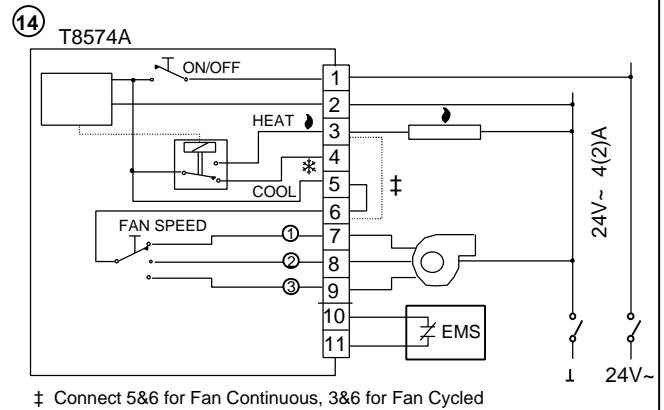 14
T8574A
ON/OFF
1
2
HEAT
3
4
COOL
5
‡
6
FAN SPEED
1
7
2
8
3
9
10
11
EMS
24V~ 4(2)A
⊥
24V~
‡ Connect 5&6 for Fan Continuous, 3&6 for Fan Cycled